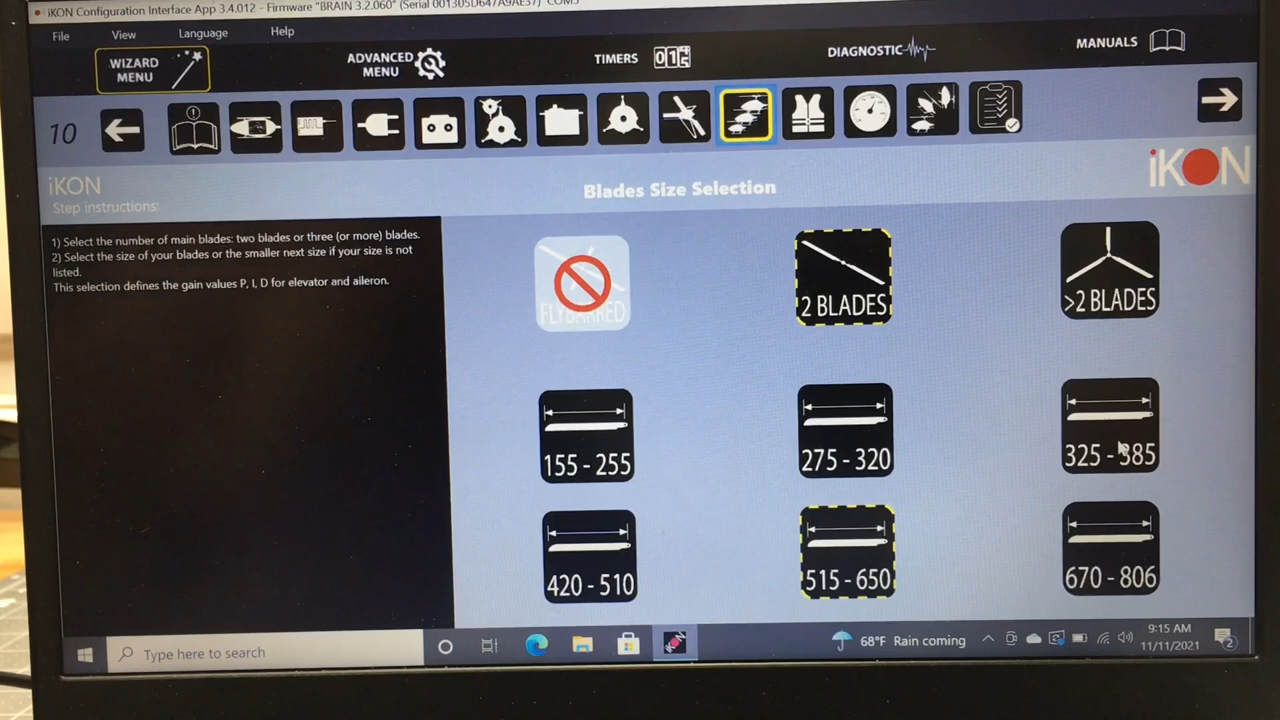 iKON Configuration Interface App 3.4.012 - Firmware "BRAIN 3.2.060" (Serial 001305D647A9AE37) COM5
File View Language Help
WIZARD MENU
ADVANCED MENU
TIMERS
DIAGNOSTIC
MANUALS
10
iKON
Step instructions:
Blades Size Selection
iKON
1) Select the number of main blades: two blades or three (or more) blades.
2) Select the size of your blades or the smaller next size if your size is not
listed.
This selection defines the gain values P, I, D for elevator and aileron.
FLYBARRED
2 BLADES
>2 BLADES
155 - 255
275 - 320
325 - 385
420 - 510
515 - 650
670 - 806
Type here to search
68°F Rain coming
9:15 AM
11/11/2021
2